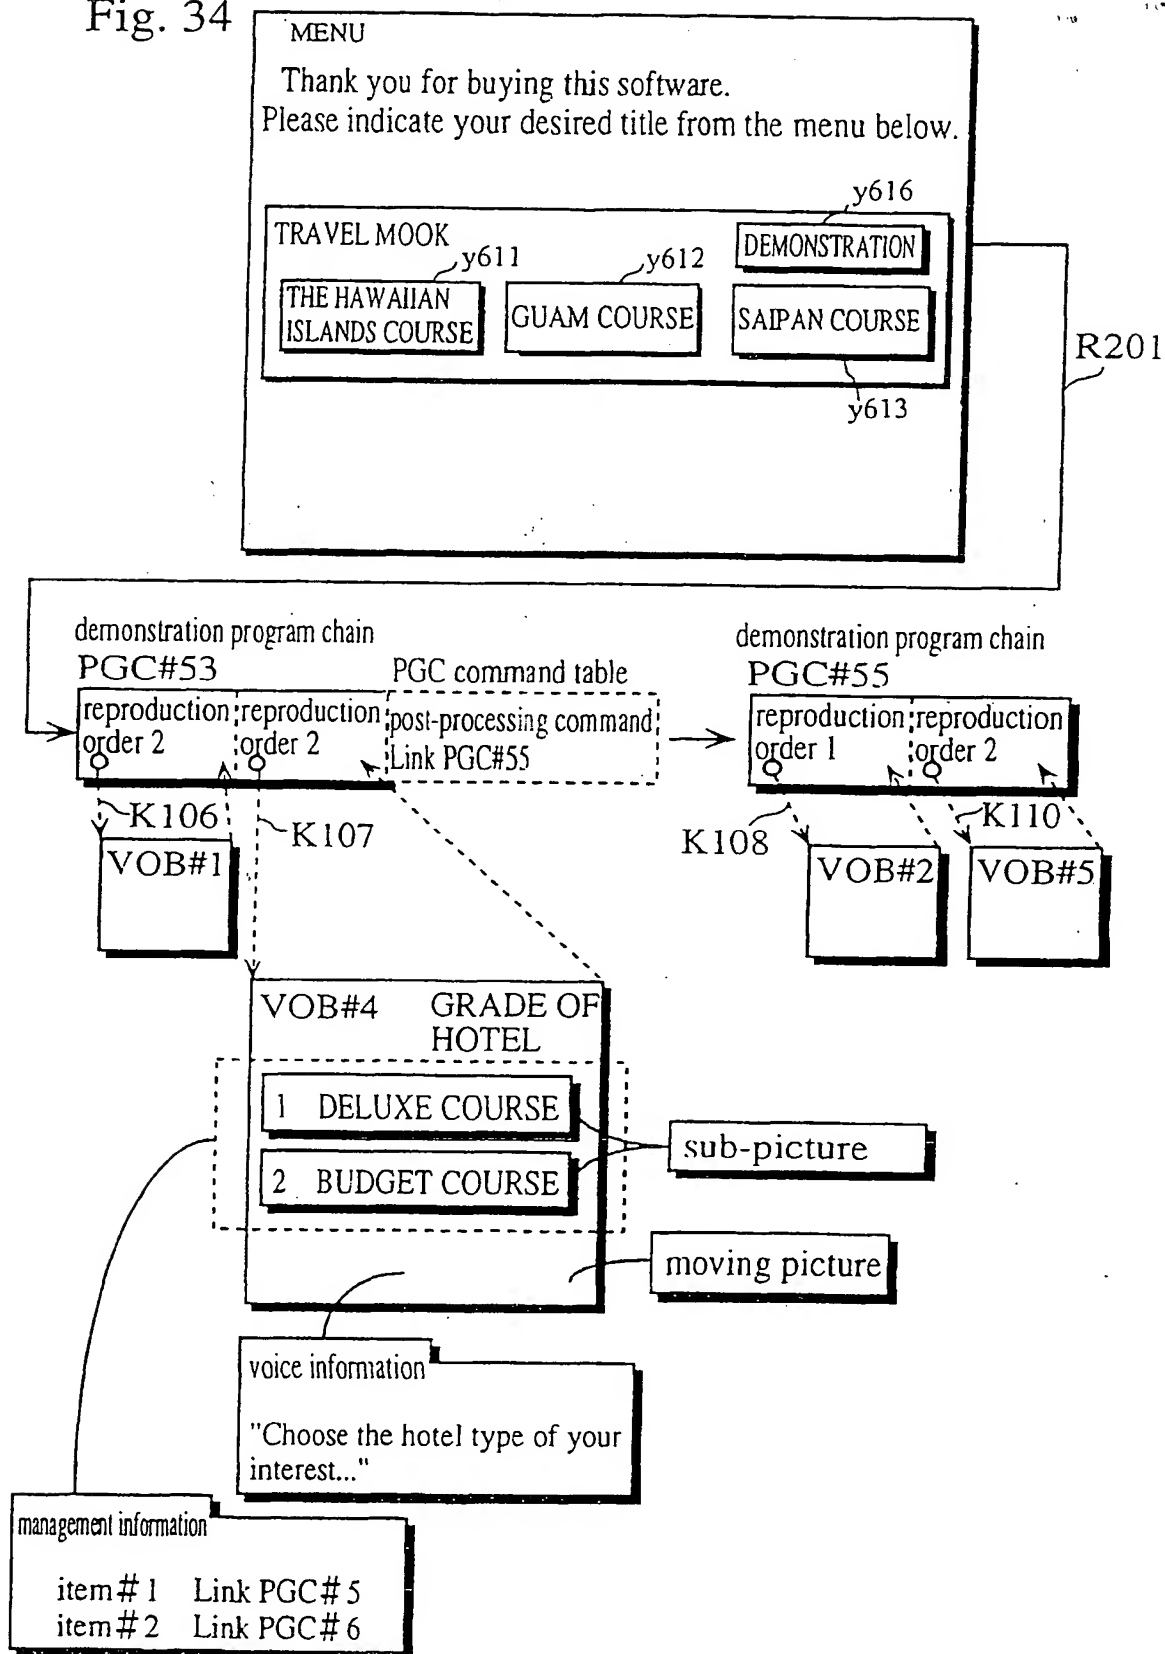 Fig. 34
MENU
Thank you for buying this software.
Please indicate your desired title from the menu below.
y616
TRAVEL MOOK
DEMONSTRATION
y611
y612
THE HAWAIIAN
ISLANDS COURSE
GUAM COURSE
SAIPAN COURSE
R201
y613
demonstration program chain
PGC#53
PGC command table
reproduction
order 2
reproduction
order 2
post-processing command
Link PGC#55
demonstration program chain
PGC#55
reproduction
order 1
reproduction
order 2
K106
K107
K108
K110
VOB#1
VOB#2
VOB#5
VOB#4
GRADE OF
HOTEL
1 DELUXE COURSE
2 BUDGET COURSE
sub-picture
moving picture
voice information
"Choose the hotel type of your
interest..."
management information
item#1 Link PGC#5
item#2 Link PGC#6